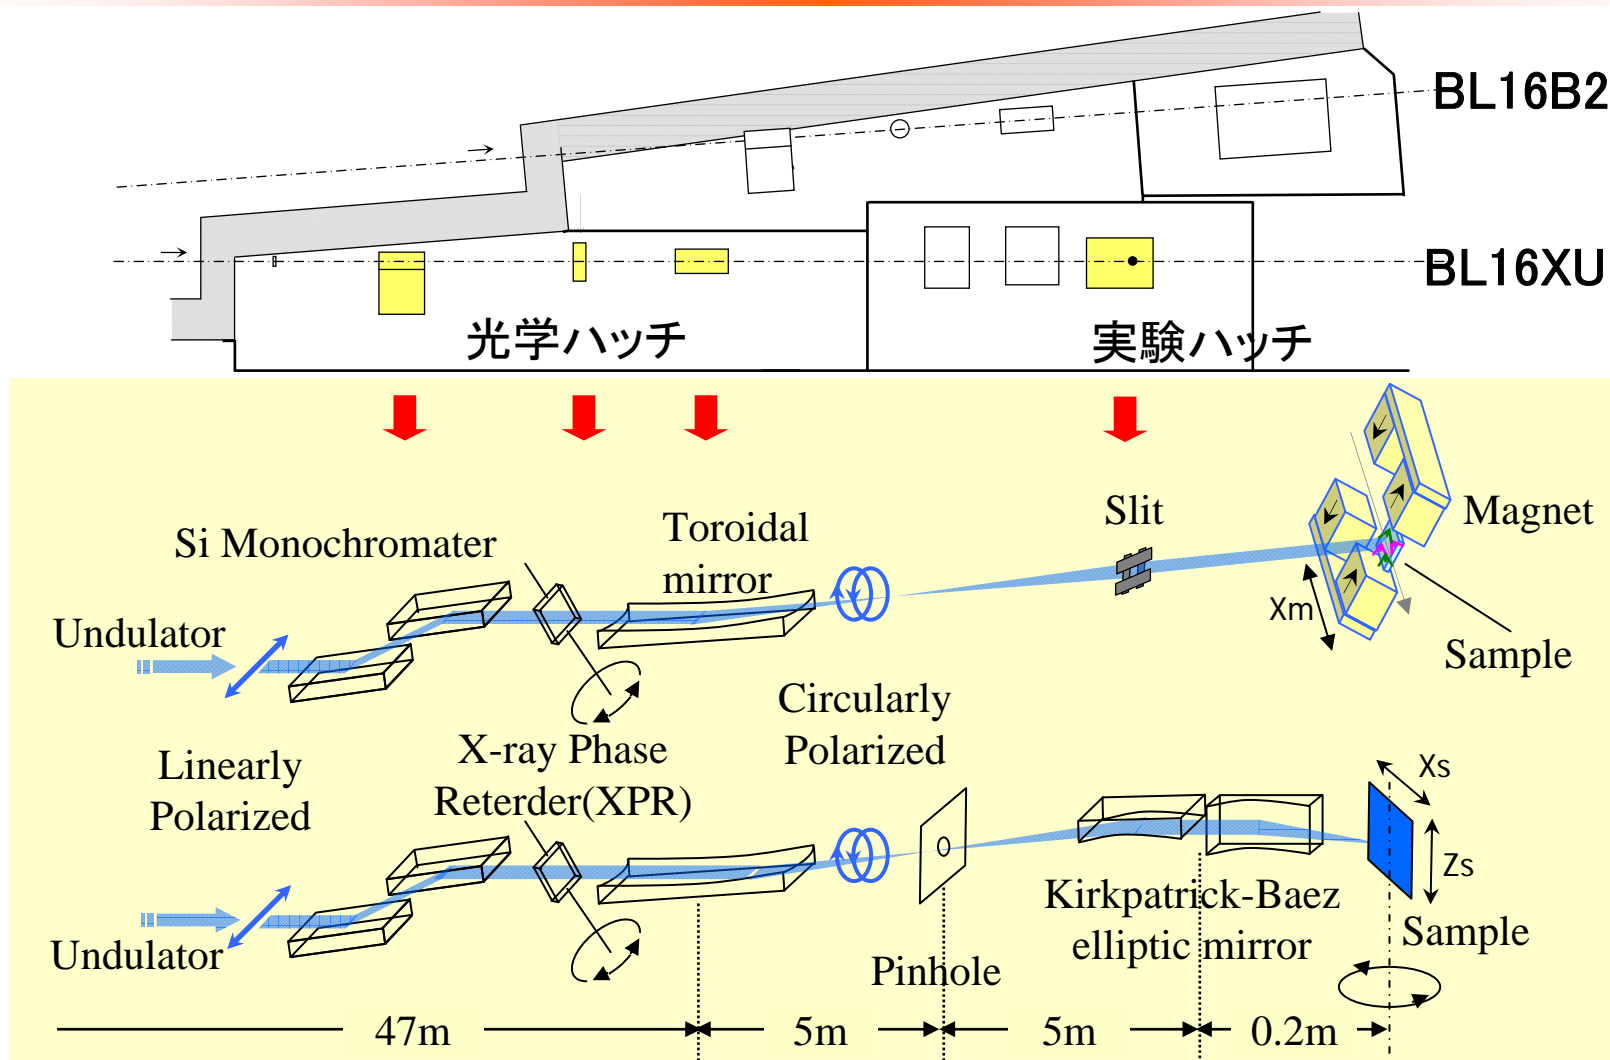 BL16B2
BL16XU
光学ハッチ
実験ハッチ
Slit
Magnet
Si Monochromater
Toroidal
mirror
Xm
Undulator
Sample
Circularly
Polarized
X-ray Phase
Reterder(XPR)
Linearly
Polarized
Xs
Zs
Kirkpatrick-Baez
elliptic mirror
Sample
Undulator
Pinhole
47m
5m
5m
0.2m